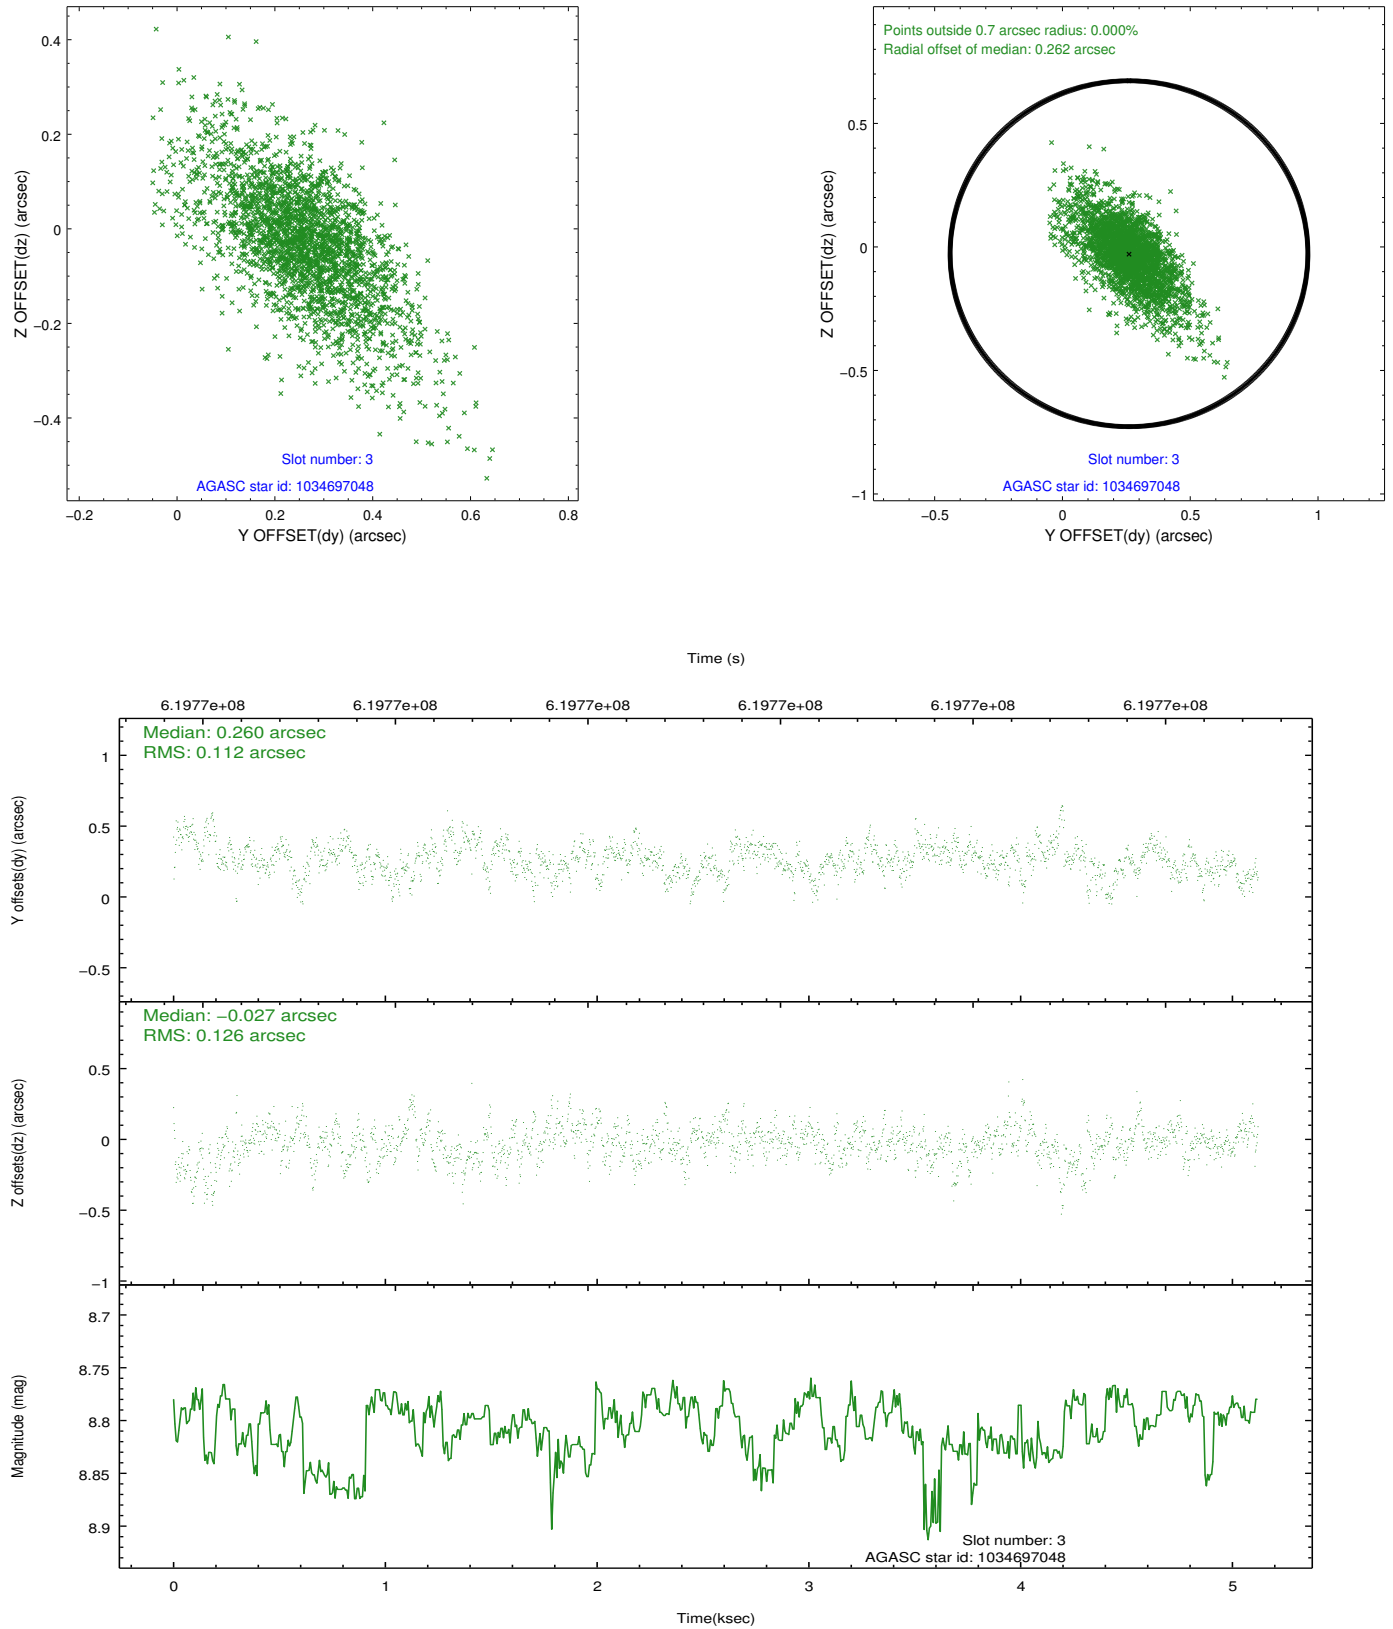 Z OFFSET(dz) (arcsec)
0.4
0.2
0
−0.2
−0.4
Slot number: 3
AGASC star id: 1034697048
−0.2 0 0.2 0.4 0.6 0.8
Y OFFSET(dy) (arcsec)
Points outside 0.7 arcsec radius: 0.000%
Radial offset of median: 0.262 arcsec
Z OFFSET(dz) (arcsec)
0.5
0
−0.5
−1
Slot number: 3
AGASC star id: 1034697048
−0.5 0 0.5 1
Y OFFSET(dy) (arcsec)
Time (s)
6.1977e+08 6.1977e+08 6.1977e+08 6.1977e+08 6.1977e+08 6.1977e+08
Median: 0.260 arcsec
RMS: 0.112 arcsec
Y offsets(dy) (arcsec)
1
0.5
0
−0.5
Median: −0.027 arcsec
RMS: 0.126 arcsec
Z offsets(dz) (arcsec)
0.5
0
−0.5
−1
Magnitude (mag)
8.7
8.75
8.8
8.85
8.9
Slot number: 3
AGASC star id: 1034697048
0 1 2 3 4 5
Time(ksec)